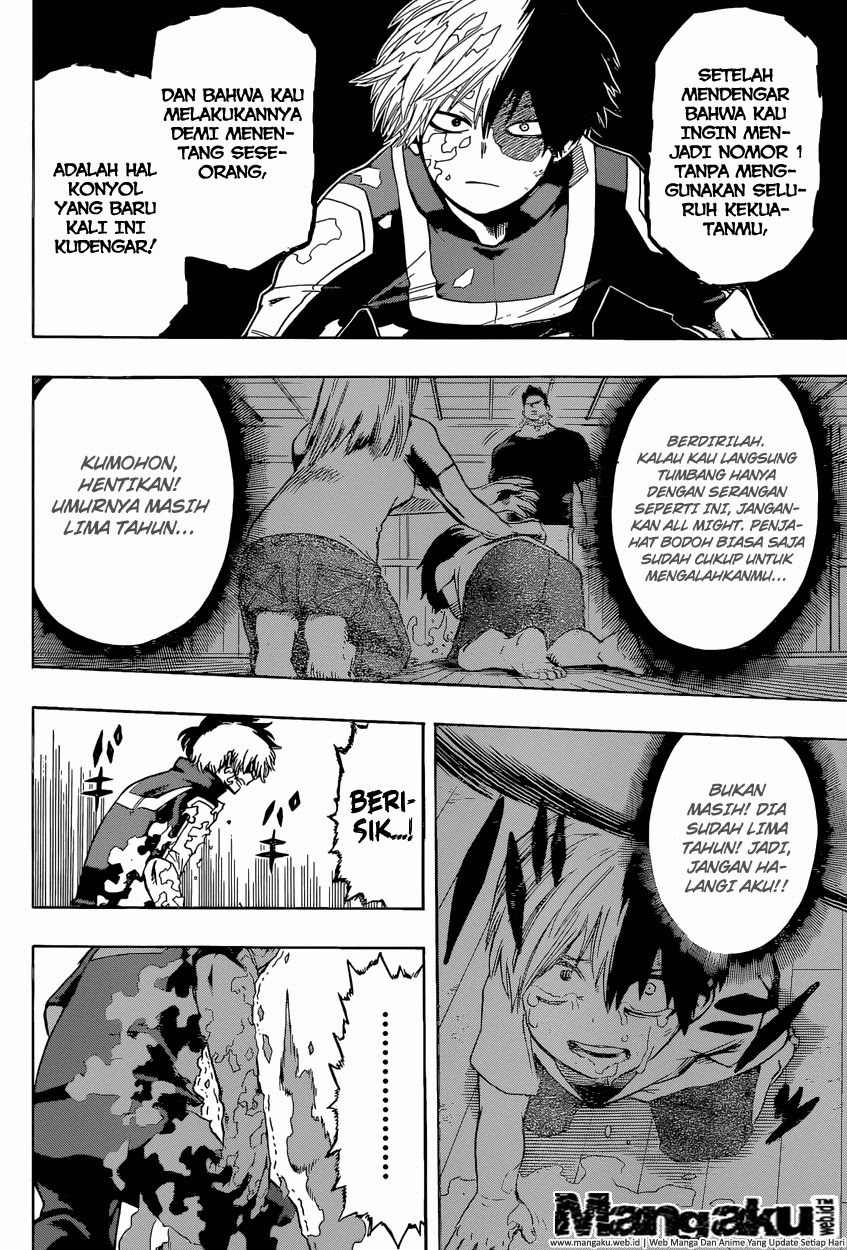 SETELAH
MENDENGAR
BAHWA KAU
INGIN MEN-
JADI NOMOR 1
TANPA MENG-
GUNAKAN SELU-
RUH KEKUA-
TANMU,
DAN BAHWA KAU
MELAKUKANNYA
DEMI MENEN-
TANG SESE-
ORANG,
ADALAH HAL
KONYOL
YANG BARU
KALI INI
KUDENGAR!
BERDIRILAH.
KALAU KAU LANGSUNG
TUMBANG HANYA
DENGAN SERANGAN
SEPERTI INI, JANGAN-
KAN ALL MIGHT. PENJA-
HAT BODOH BIASA SAJA
SUDAH CUKUP UNTUK
MENGALAHKANMU...
KUMOHON,
HENTIKAN!
UMURNYA MASIH
LIMA TAHUN...
BUKAN
MASIH! DIA
SUDAH LIMA
TAHUN! JADI,
JANGAN HA-
LANGI AKU!!
BERI-
SIK...!
..........
Mangaku
www.mangaku.web.id | Web Manga Dan Anime Yang Update Setiap Hari